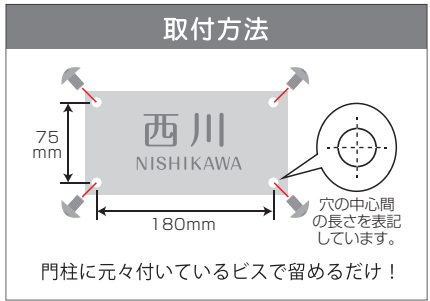 取付方法
西川
NISHIKAWA
75
mm
180mm
穴の中心間
の長さを表記
しています。
門柱に元々付いているビスで留めるだけ！